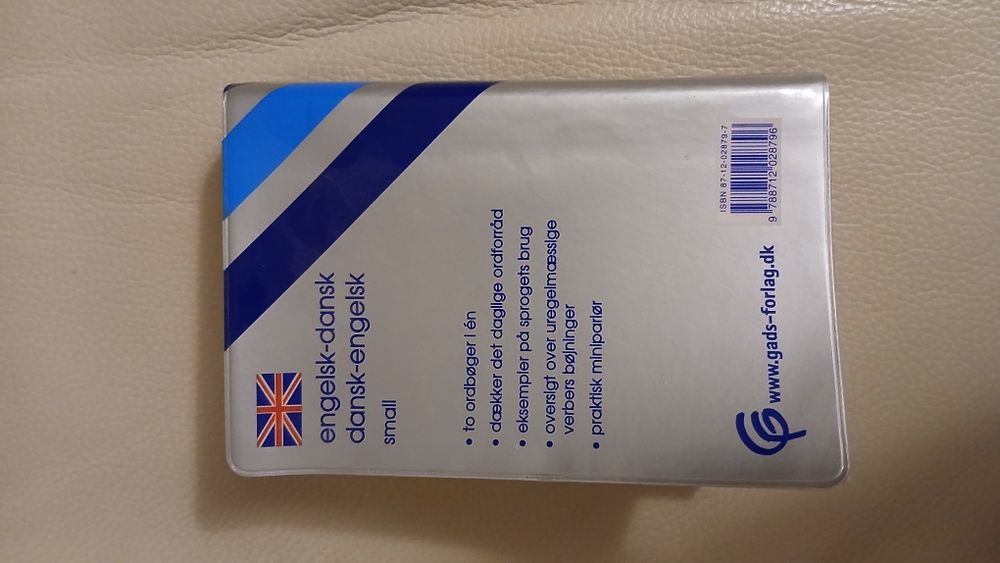 engelsk-dansk
dansk-engelsk
small
• to ordbøger i én
• dækker det daglige ordforråd
• eksempler på sprogets brug
• oversigt over uregelmæssige
verbers bøjninger
• praktisk miniparlør
www.gads-forlag.dk
ISBN 87-12-02879-7
9 788712 028796